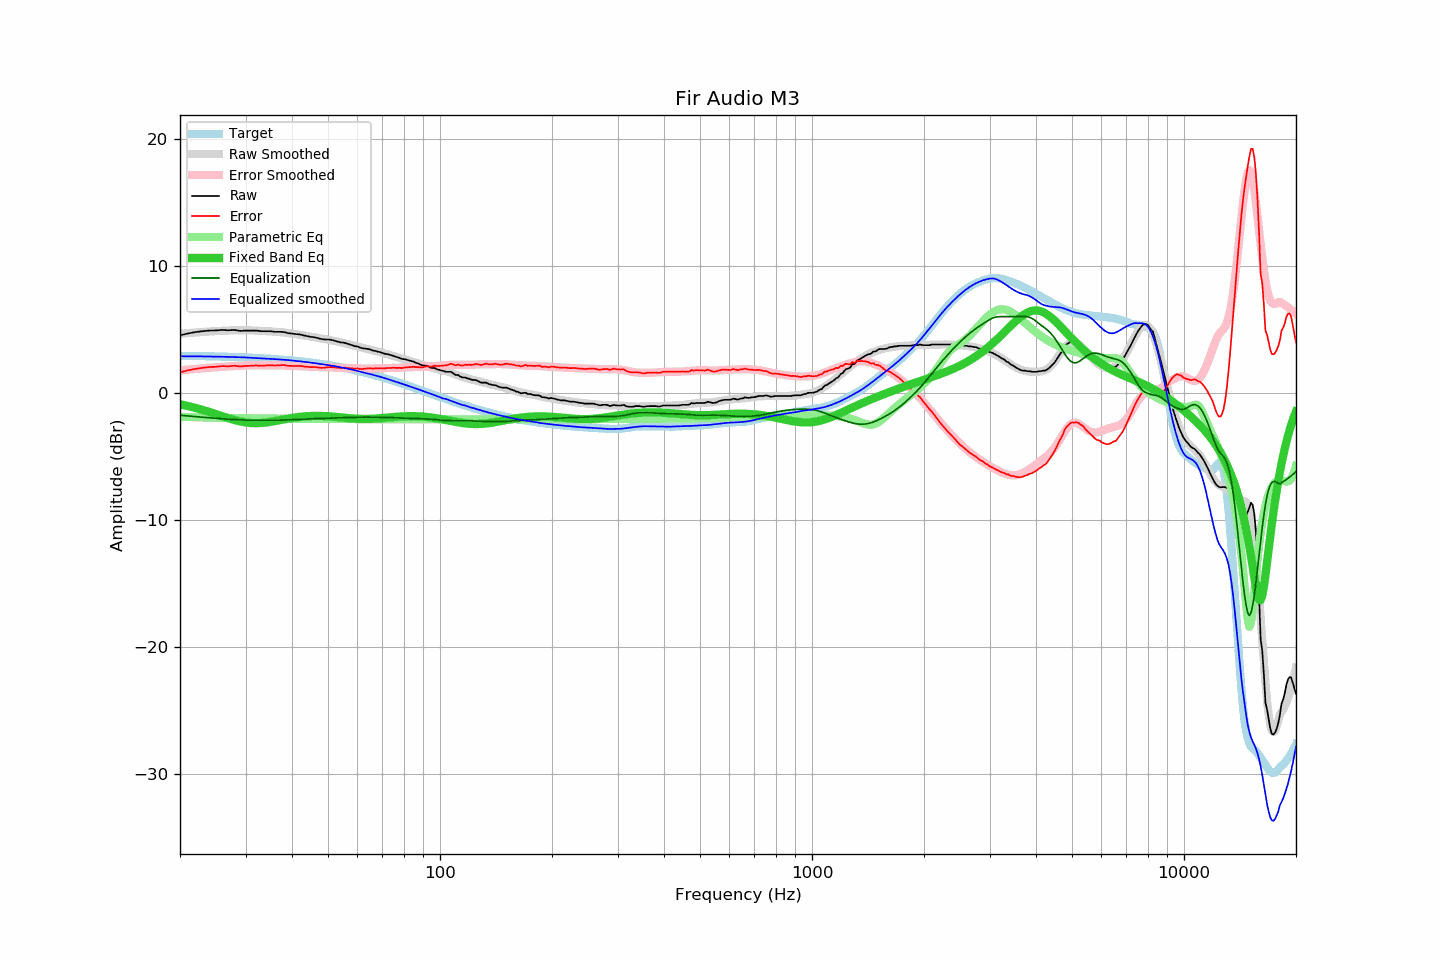 Fir Audio M3
Target
Raw Smoothed
Error Smoothed
Raw
Error
Parametric Eq
Fixed Band Eq
Equalization
Equalized smoothed
20
10
0
−10
−20
−30
Amplitude (dBr)
100
1000
10000
Frequency (Hz)